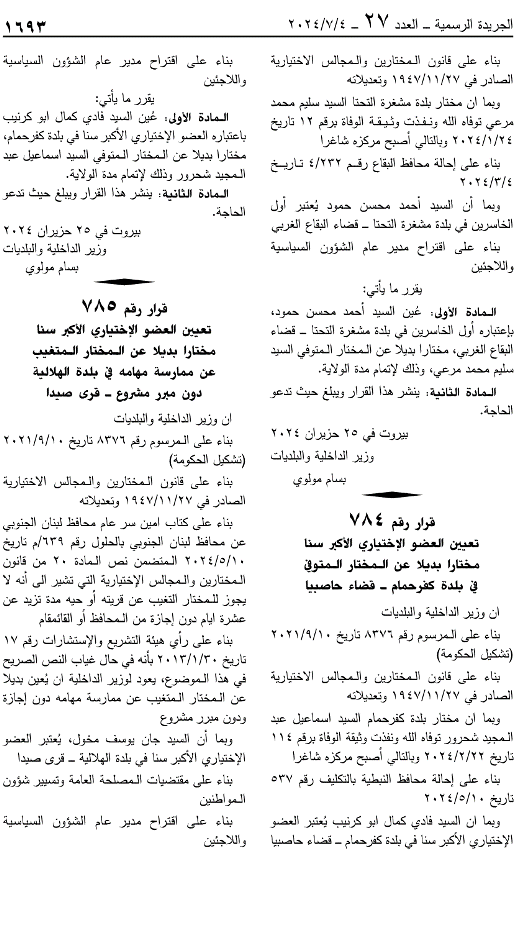 الجريدة الرسمية ــ العدد ٢٧ ــ ٢٠٢٤/٧/٤
١٦٩٣
بناء على قانون المختارين والمجالس الاختيارية
الصادر في ١٩٤٧/١١/٢٧ وتعديلاته
وبما ان مختار بلدة مشغرة التحتا السيد سليم محمد
مرعي توفاه الله ونفذت وثيقة الوفاة برقم ١٢ تاريخ
٢٠٢٤/١/٢٤ وبالتالي أصبح مركزه شاغرا
بناء على إحالة محافظ البقاع رقم ٤/٢٣٢ تاريخ
٢٠٢٤/٣/٤
وبما أن السيد أحمد محسن حمود يُعتبر أول
الخاسرين في بلدة مشغرة التحتا ــ قضاء البقاع الغربي
بناء على اقتراح مدير عام الشؤون السياسية
واللاجئين
يقرر ما يأتي:
المادة الأولى: عُين السيد أحمد محسن حمود،
بإعتباره أول الخاسرين في بلدة مشغرة التحتا ــ قضاء
البقاع الغربي، مختارا بديلا عن المختار المتوفي السيد
سليم محمد مرعي، وذلك لإتمام مدة الولاية.
المادة الثانية: ينشر هذا القرار ويبلغ حيث تدعو
الحاجة.
بيروت في ٢٥ حزيران ٢٠٢٤
وزير الداخلية والبلديات
بسام مولوي
قرار رقم ٧٨٤
تعيين العضو الإختياري الأكبر سنا
مختارا بديلا عن المختار المتوفي
في بلدة كفرحمام ــ قضاء حاصبيا
ان وزير الداخلية والبلديات
بناء على المرسوم رقم ٨٣٧٦ تاريخ ٢٠٢١/٩/١٠
(تشكيل الحكومة)
بناء على قانون المختارين والمجالس الاختيارية
الصادر في ١٩٤٧/١١/٢٧ وتعديلاته
وبما ان مختار بلدة كفرحمام السيد اسماعيل عبد
المجيد شحرور توفاه الله ونفذت وثيقة الوفاة برقم ١١٤
تاريخ ٢٠٢٤/٢/٢٢ وبالتالي أصبح مركزه شاغرا
بناء على إحالة محافظ النبطية بالتكليف رقم ٥٣٧
تاريخ ٢٠٢٤/٥/١٠
وبما ان السيد فادي كمال ابو كرنيب يُعتبر العضو
الإختياري الأكبر سنا في بلدة كفرحمام ــ قضاء حاصبيا
بناء على اقتراح مدير عام الشؤون السياسية
واللاجئين
يقرر ما يأتي:
المادة الأولى: عُين السيد فادي كمال ابو كرنيب
باعتباره العضو الإختياري الأكبر سنا في بلدة كفرحمام،
مختارا بديلا عن المختار المتوفي السيد اسماعيل عبد
المجيد شحرور وذلك لإتمام مدة الولاية.
المادة الثانية: ينشر هذا القرار ويبلغ حيث تدعو
الحاجة.
بيروت في ٢٥ حزيران ٢٠٢٤
وزير الداخلية والبلديات
بسام مولوي
قرار رقم ٧٨٥
تعيين العضو الإختياري الأكبر سنا
مختارا بديلا عن المختار المتغيب
عن ممارسة مهامه في بلدة الهلالية
دون مبرر مشروع ــ قرى صيدا
ان وزير الداخلية والبلديات
بناء على المرسوم رقم ٨٣٧٦ تاريخ ٢٠٢١/٩/١٠
(تشكيل الحكومة)
بناء على قانون المختارين والمجالس الاختيارية
الصادر في ١٩٤٧/١١/٢٧ وتعديلاته
بناء على كتاب امين سر عام محافظ لبنان الجنوبي
عن محافظ لبنان الجنوبي بالحلول رقم ٦٣٩/م تاريخ
٢٠٢٤/٥/١٠ المتضمن نص المادة ٢٠ من قانون
المختارين والمجالس الإختيارية التي تشير الى أنه لا
يجوز للمختار التغيب عن قريته أو حيه مدة تزيد عن
عشرة ايام دون إجازة من المحافظ أو القائمقام
بناء على رأي هيئة التشريع والإستشارات رقم ١٧
تاريخ ٢٠١٣/١/٣٠ بأنه في حال غياب النص الصريح
في هذا الموضوع، يعود لوزير الداخلية ان يُعين بديلا
عن المختار المتغيب عن ممارسة مهامه دون إجازة
ودون مبرر مشروع
وبما أن السيد جان يوسف مخول، يُعتبر العضو
الإختياري الأكبر سنا في بلدة الهلالية ــ قرى صيدا
بناء على مقتضيات المصلحة العامة وتسيير شؤون
المواطنين
بناء على اقتراح مدير عام الشؤون السياسية
واللاجئين